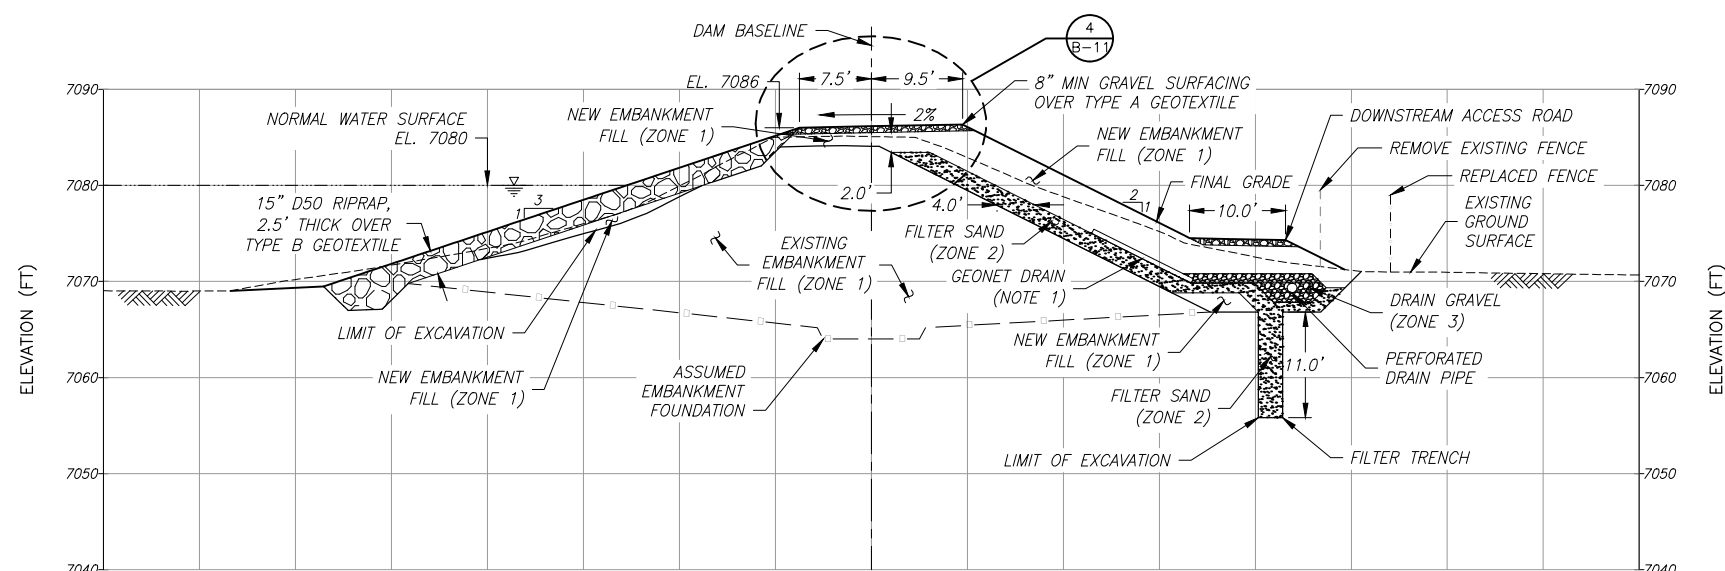 DAM BASELINE
4
B-11
7.5'
9.5'
EL. 7086
8" MIN GRAVEL SURFACING
OVER TYPE A GEOTEXTILE
7090
7090
NORMAL WATER SURFACE
EL. 7080
NEW EMBANKMENT
FILL (ZONE 1)
2%
NEW EMBANKMENT
FILL (ZONE 1)
DOWNSTREAM ACCESS ROAD
REMOVE EXISTING FENCE
REPLACED FENCE
7080
7080
2.0'
FINAL GRADE
15" D50 RIPRAP,
2.5' THICK OVER
TYPE B GEOTEXTILE
3
1
4.0'
2
1
10.0'
EXISTING
GROUND
SURFACE
FILTER SAND
(ZONE 2)
EXISTING
EMBANKMENT
FILL (ZONE 1)
GEONET DRAIN
(NOTE 1)
7070
7070
ELEVATION (FT)
ELEVATION (FT)
DRAIN GRAVEL
(ZONE 3)
LIMIT OF EXCAVATION
NEW EMBANKMENT
FILL (ZONE 1)
NEW EMBANKMENT
FILL (ZONE 1)
ASSUMED
EMBANKMENT
FOUNDATION
11.0'
PERFORATED
DRAIN PIPE
7060
7060
FILTER SAND
(ZONE 2)
LIMIT OF EXCAVATION
FILTER TRENCH
7050
7050
7040
7040